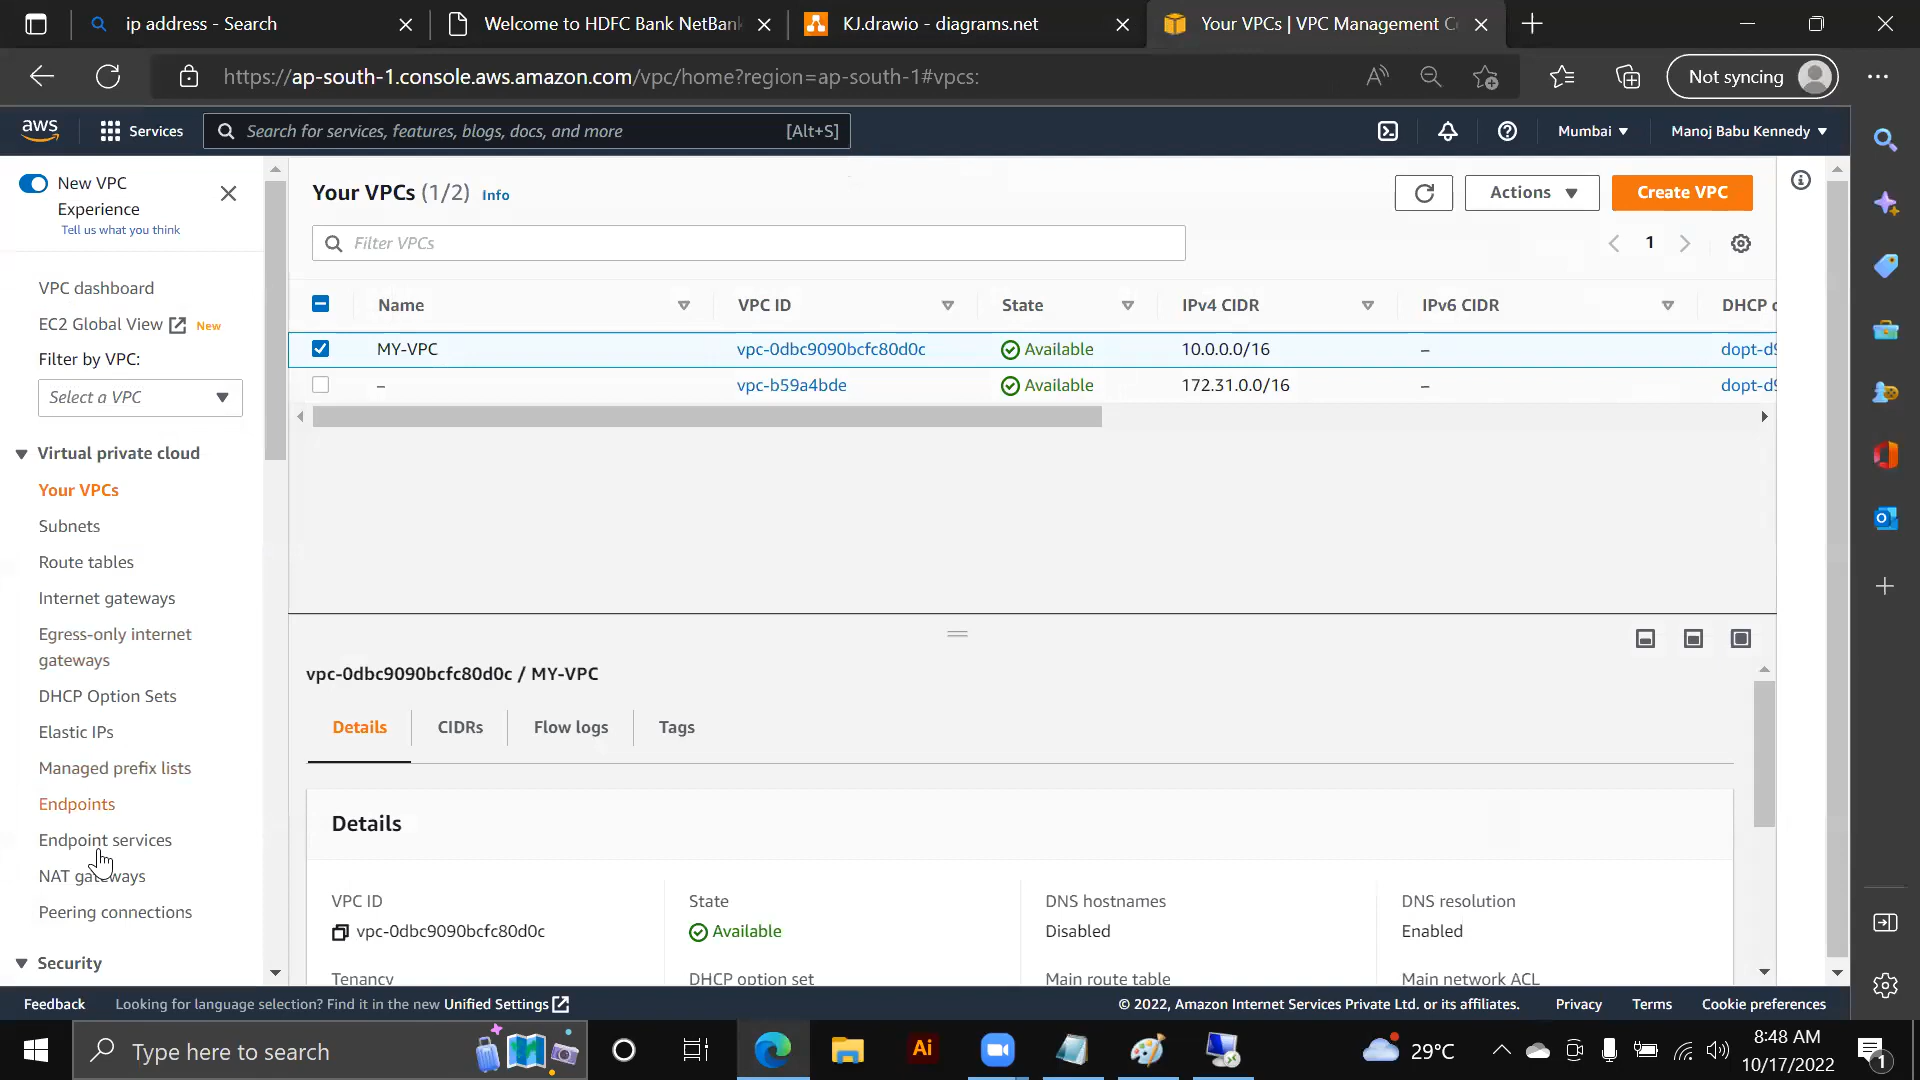 ip address - Search
Welcome to HDFC Bank NetBank
KJ.drawio - diagrams.net
Your VPCs | VPC Management C
https://ap-south-1.console.aws.amazon.com/vpc/home?region=ap-south-1#vpcs:
Not syncing
aws
Services
Search for services, features, blogs, docs, and more
[Alt+S]
Mumbai
Manoj Babu Kennedy
New VPC
Experience
Tell us what you think
VPC dashboard
EC2 Global View
New
Filter by VPC:
Select a VPC
Virtual private cloud
Your VPCs
Subnets
Route tables
Internet gateways
Egress-only internet
gateways
DHCP Option Sets
Elastic IPs
Managed prefix lists
Endpoints
Endpoint services
NAT gateways
Peering connections
Security
Your VPCs (1/2) Info
Actions
Create VPC
Filter VPCs
1
Name VPC ID State IPv4 CIDR IPv6 CIDR DHCP
MY-VPC vpc-0dbc9090bcfc80d0c Available 10.0.0.0/16 – dopt-d9
– vpc-b59a4bde Available 172.31.0.0/16 – dopt-d9
vpc-0dbc9090bcfc80d0c / MY-VPC
Details CIDRs Flow logs Tags
Details
VPC ID State DNS hostnames DNS resolution
vpc-0dbc9090bcfc80d0c Available Disabled Enabled
Tenancy DHCP option set Main route table Main network ACL
Feedback
Looking for language selection? Find it in the new Unified Settings
© 2022, Amazon Internet Services Private Ltd. or its affiliates.
Privacy
Terms
Cookie preferences
Type here to search
Ai
29°C
8:48 AM
10/17/2022
1